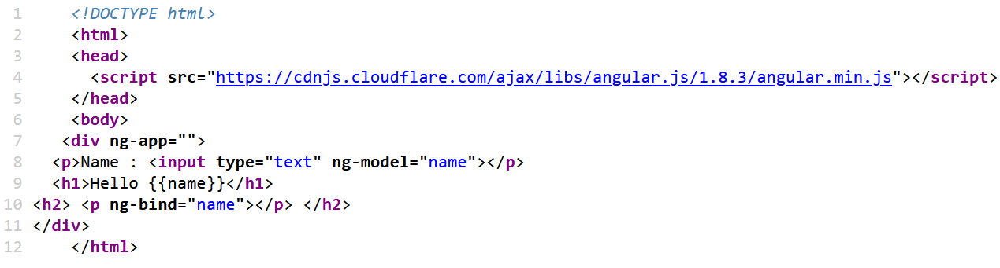 1 <!DOCTYPE html>
2 <html>
3 <head>
4 <script src="https://cdnjs.cloudflare.com/ajax/libs/angular.js/1.8.3/angular.min.js"></script>
5 </head>
6 <body>
7 <div ng-app="">
8 <p>Name : <input type="text" ng-model="name"></p>
9 <h1>Hello {{name}}</h1>
10 <h2> <p ng-bind="name"></p> </h2>
11 </div>
12 </html>